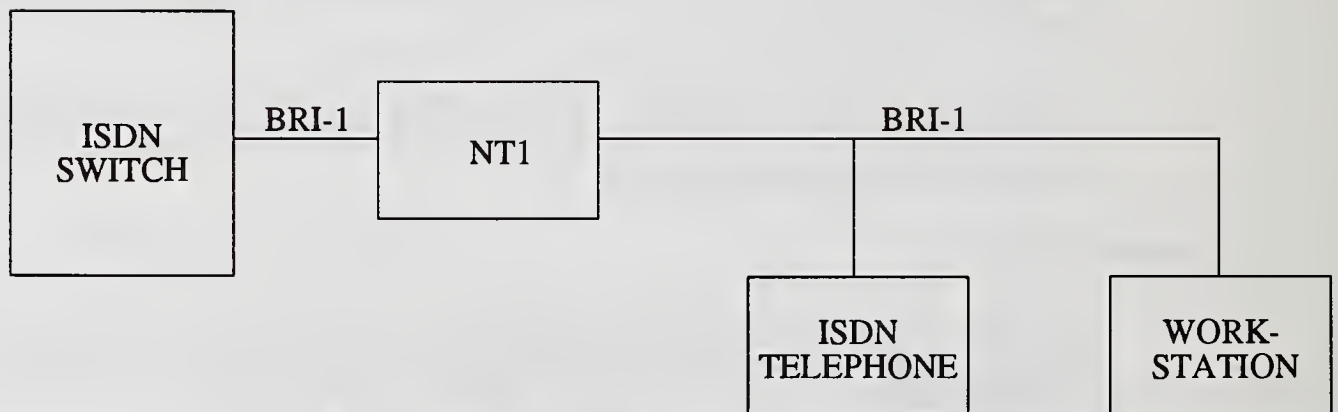 ISDN
SWITCH
BRI-1
NT1
BRI-1
ISDN
TELEPHONE
WORK-
STATION